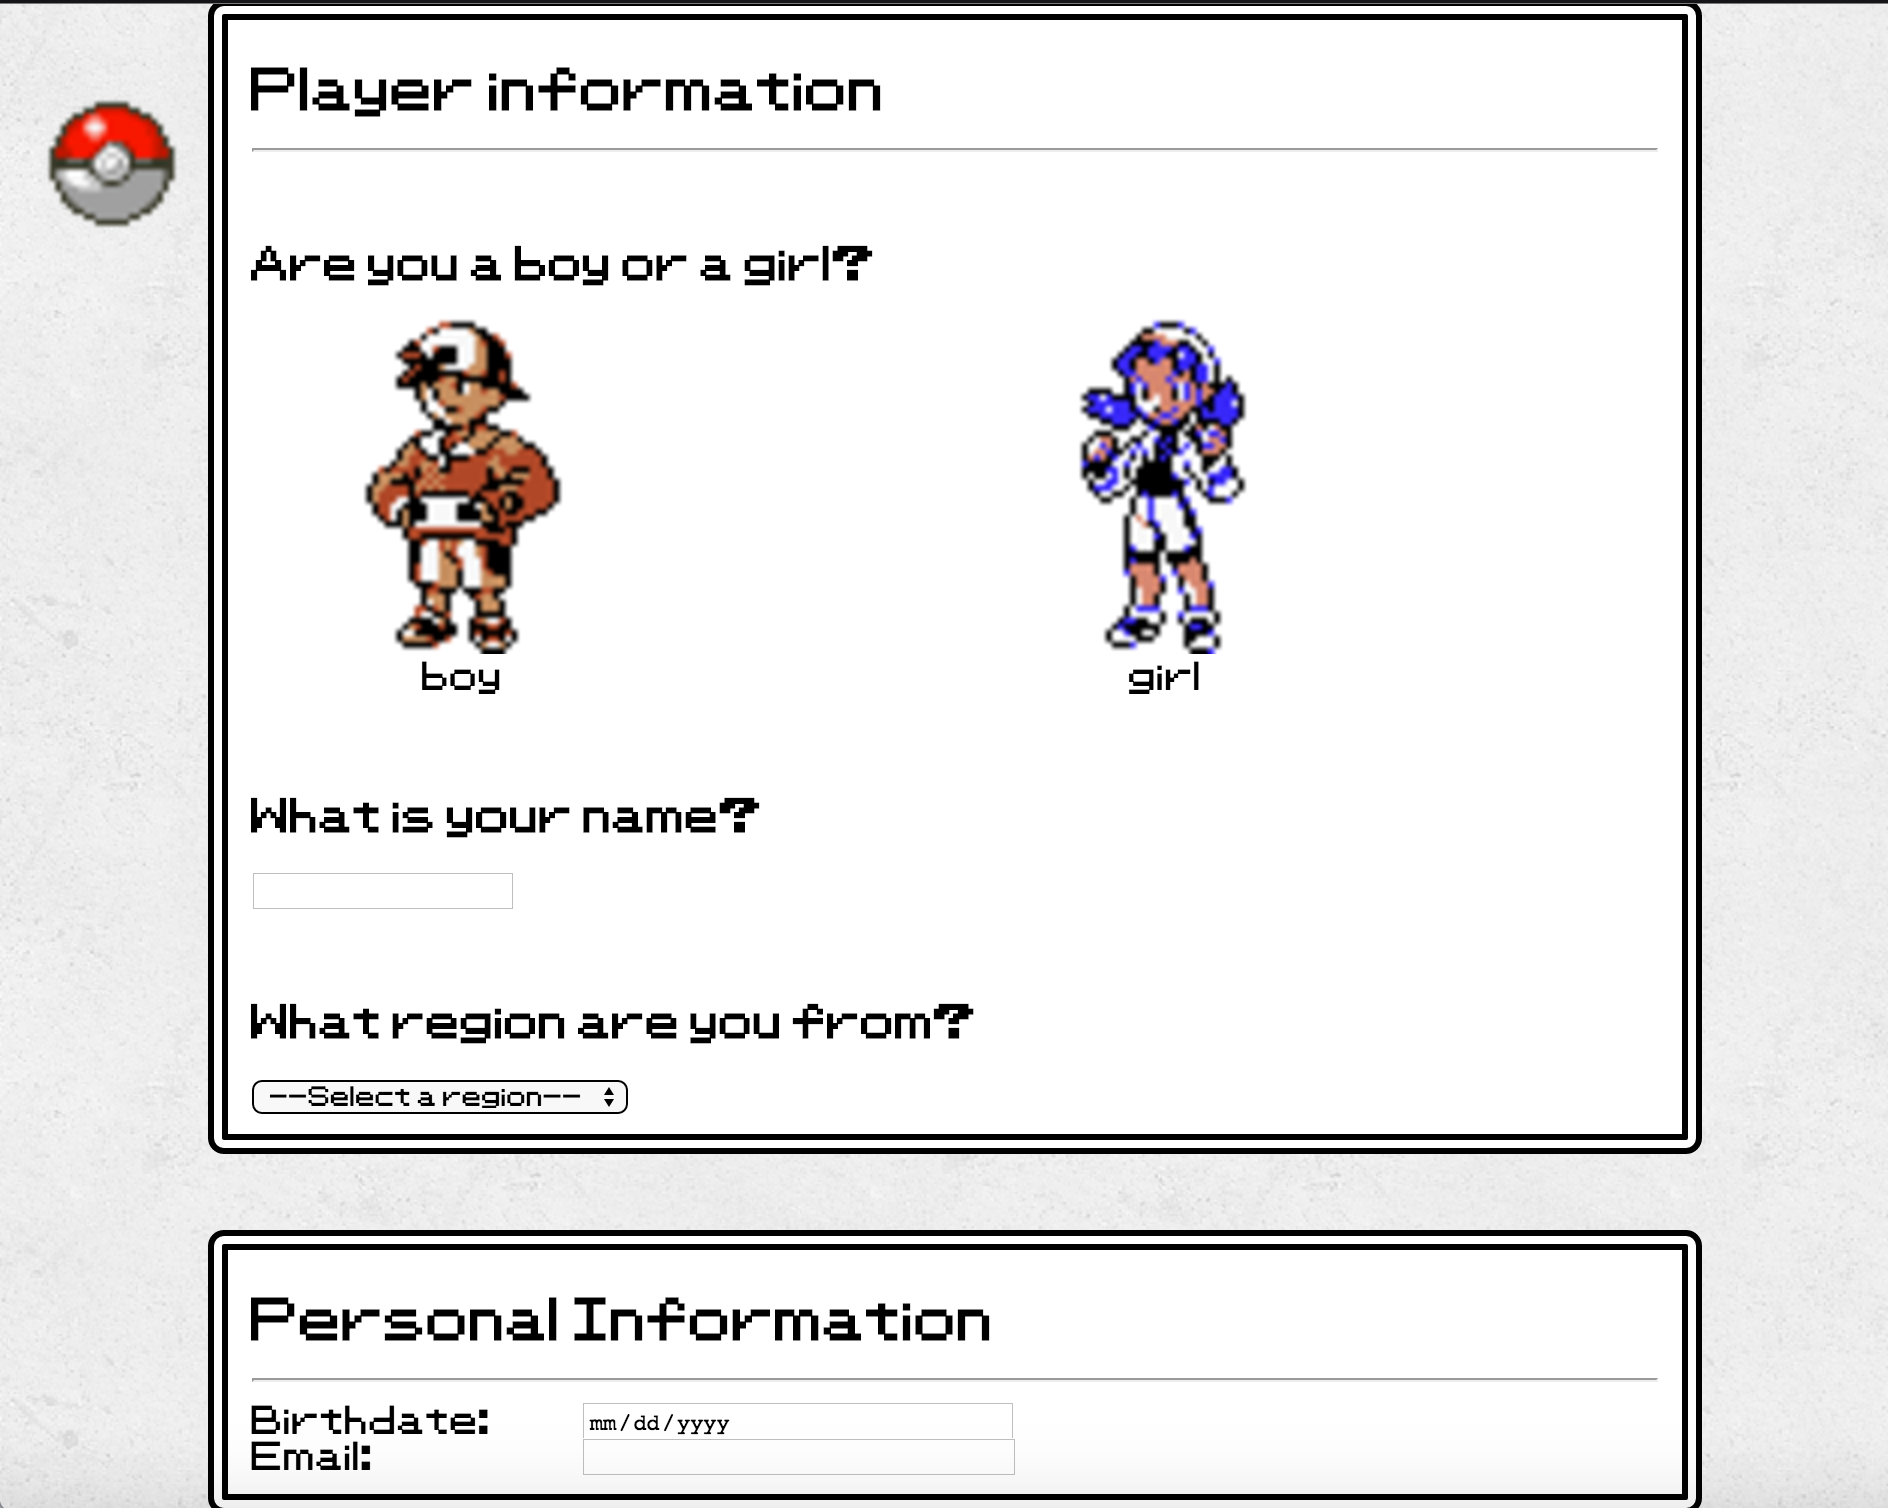 Player information
Are you a boy or a girl?
boy
girl
What is your name?
What region are you from?
--Select a region--
Personal Information
Birthdate:
mm/dd/yyyy
Email: